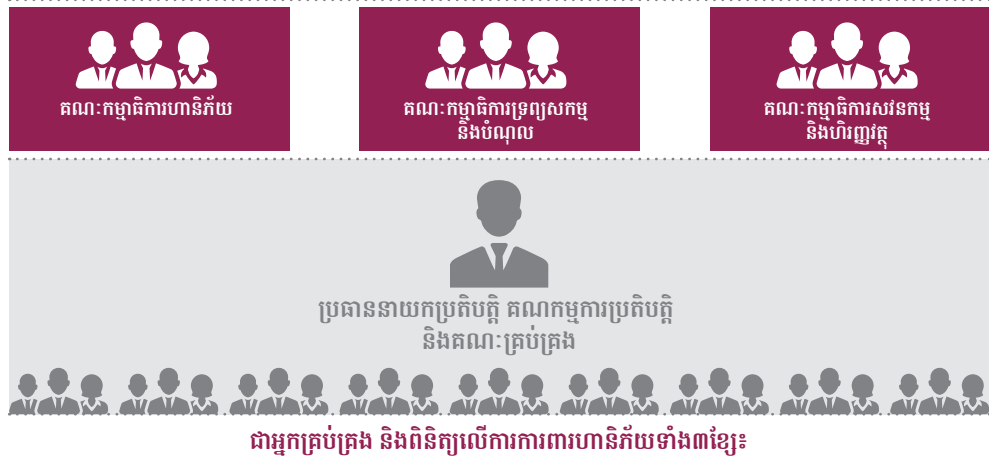 គណៈកម្មាធិការហានិភ័យ
គណៈកម្មាធិការទ្រព្យសកម្ម
និងបំណុល
គណៈកម្មាធិការសវនកម្ម
និងហិរញ្ញវត្ថុ
ប្រធាននាយកប្រតិបត្តិ គណកម្មការប្រតិបត្តិ
និងគណៈគ្រប់គ្រង
ជាអ្នកគ្រប់គ្រង និងពិនិត្យលើការការពារហានិភ័យទាំង៣ខ្សែ៖